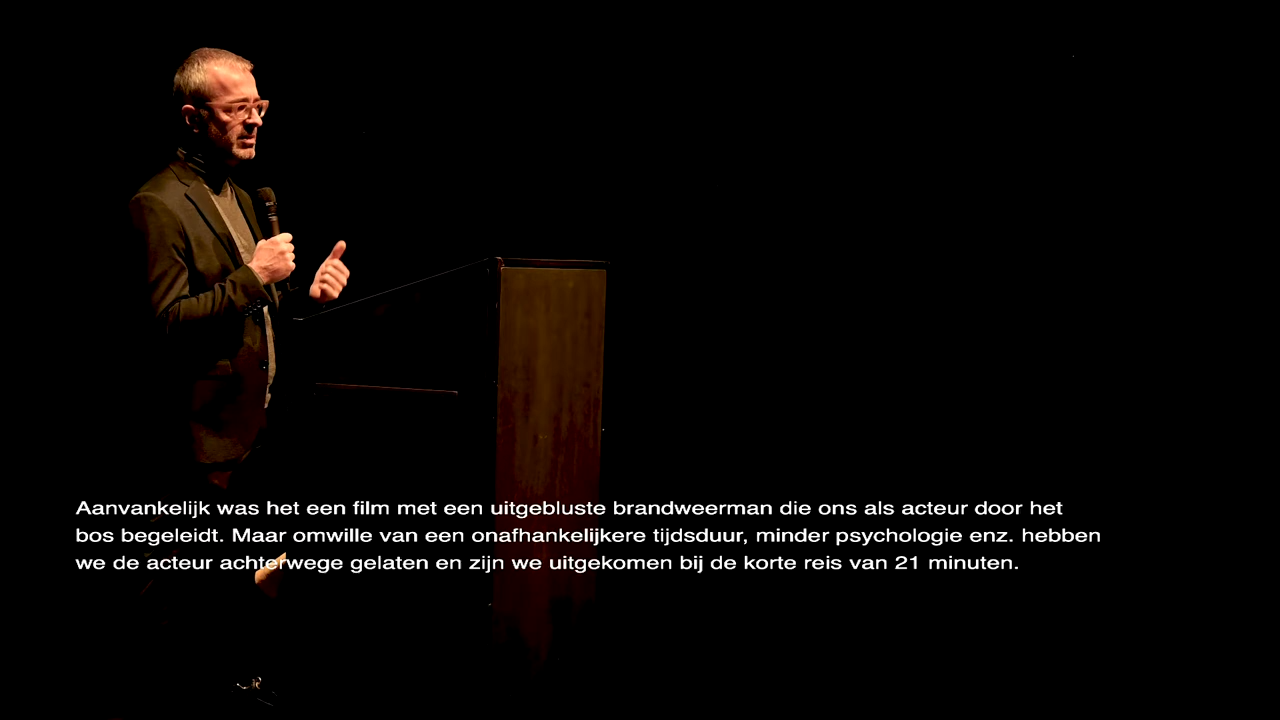 Aanvankelijk was het een film met een uitgebluste brandweerman die ons als acteur door het
bos begeleidt. Maar omwille van een onafhankelijkere tijdsduur, minder psychologie enz. hebben
we de acteur achterwege gelaten en zijn we uitgekomen bij de korte reis van 21 minuten.